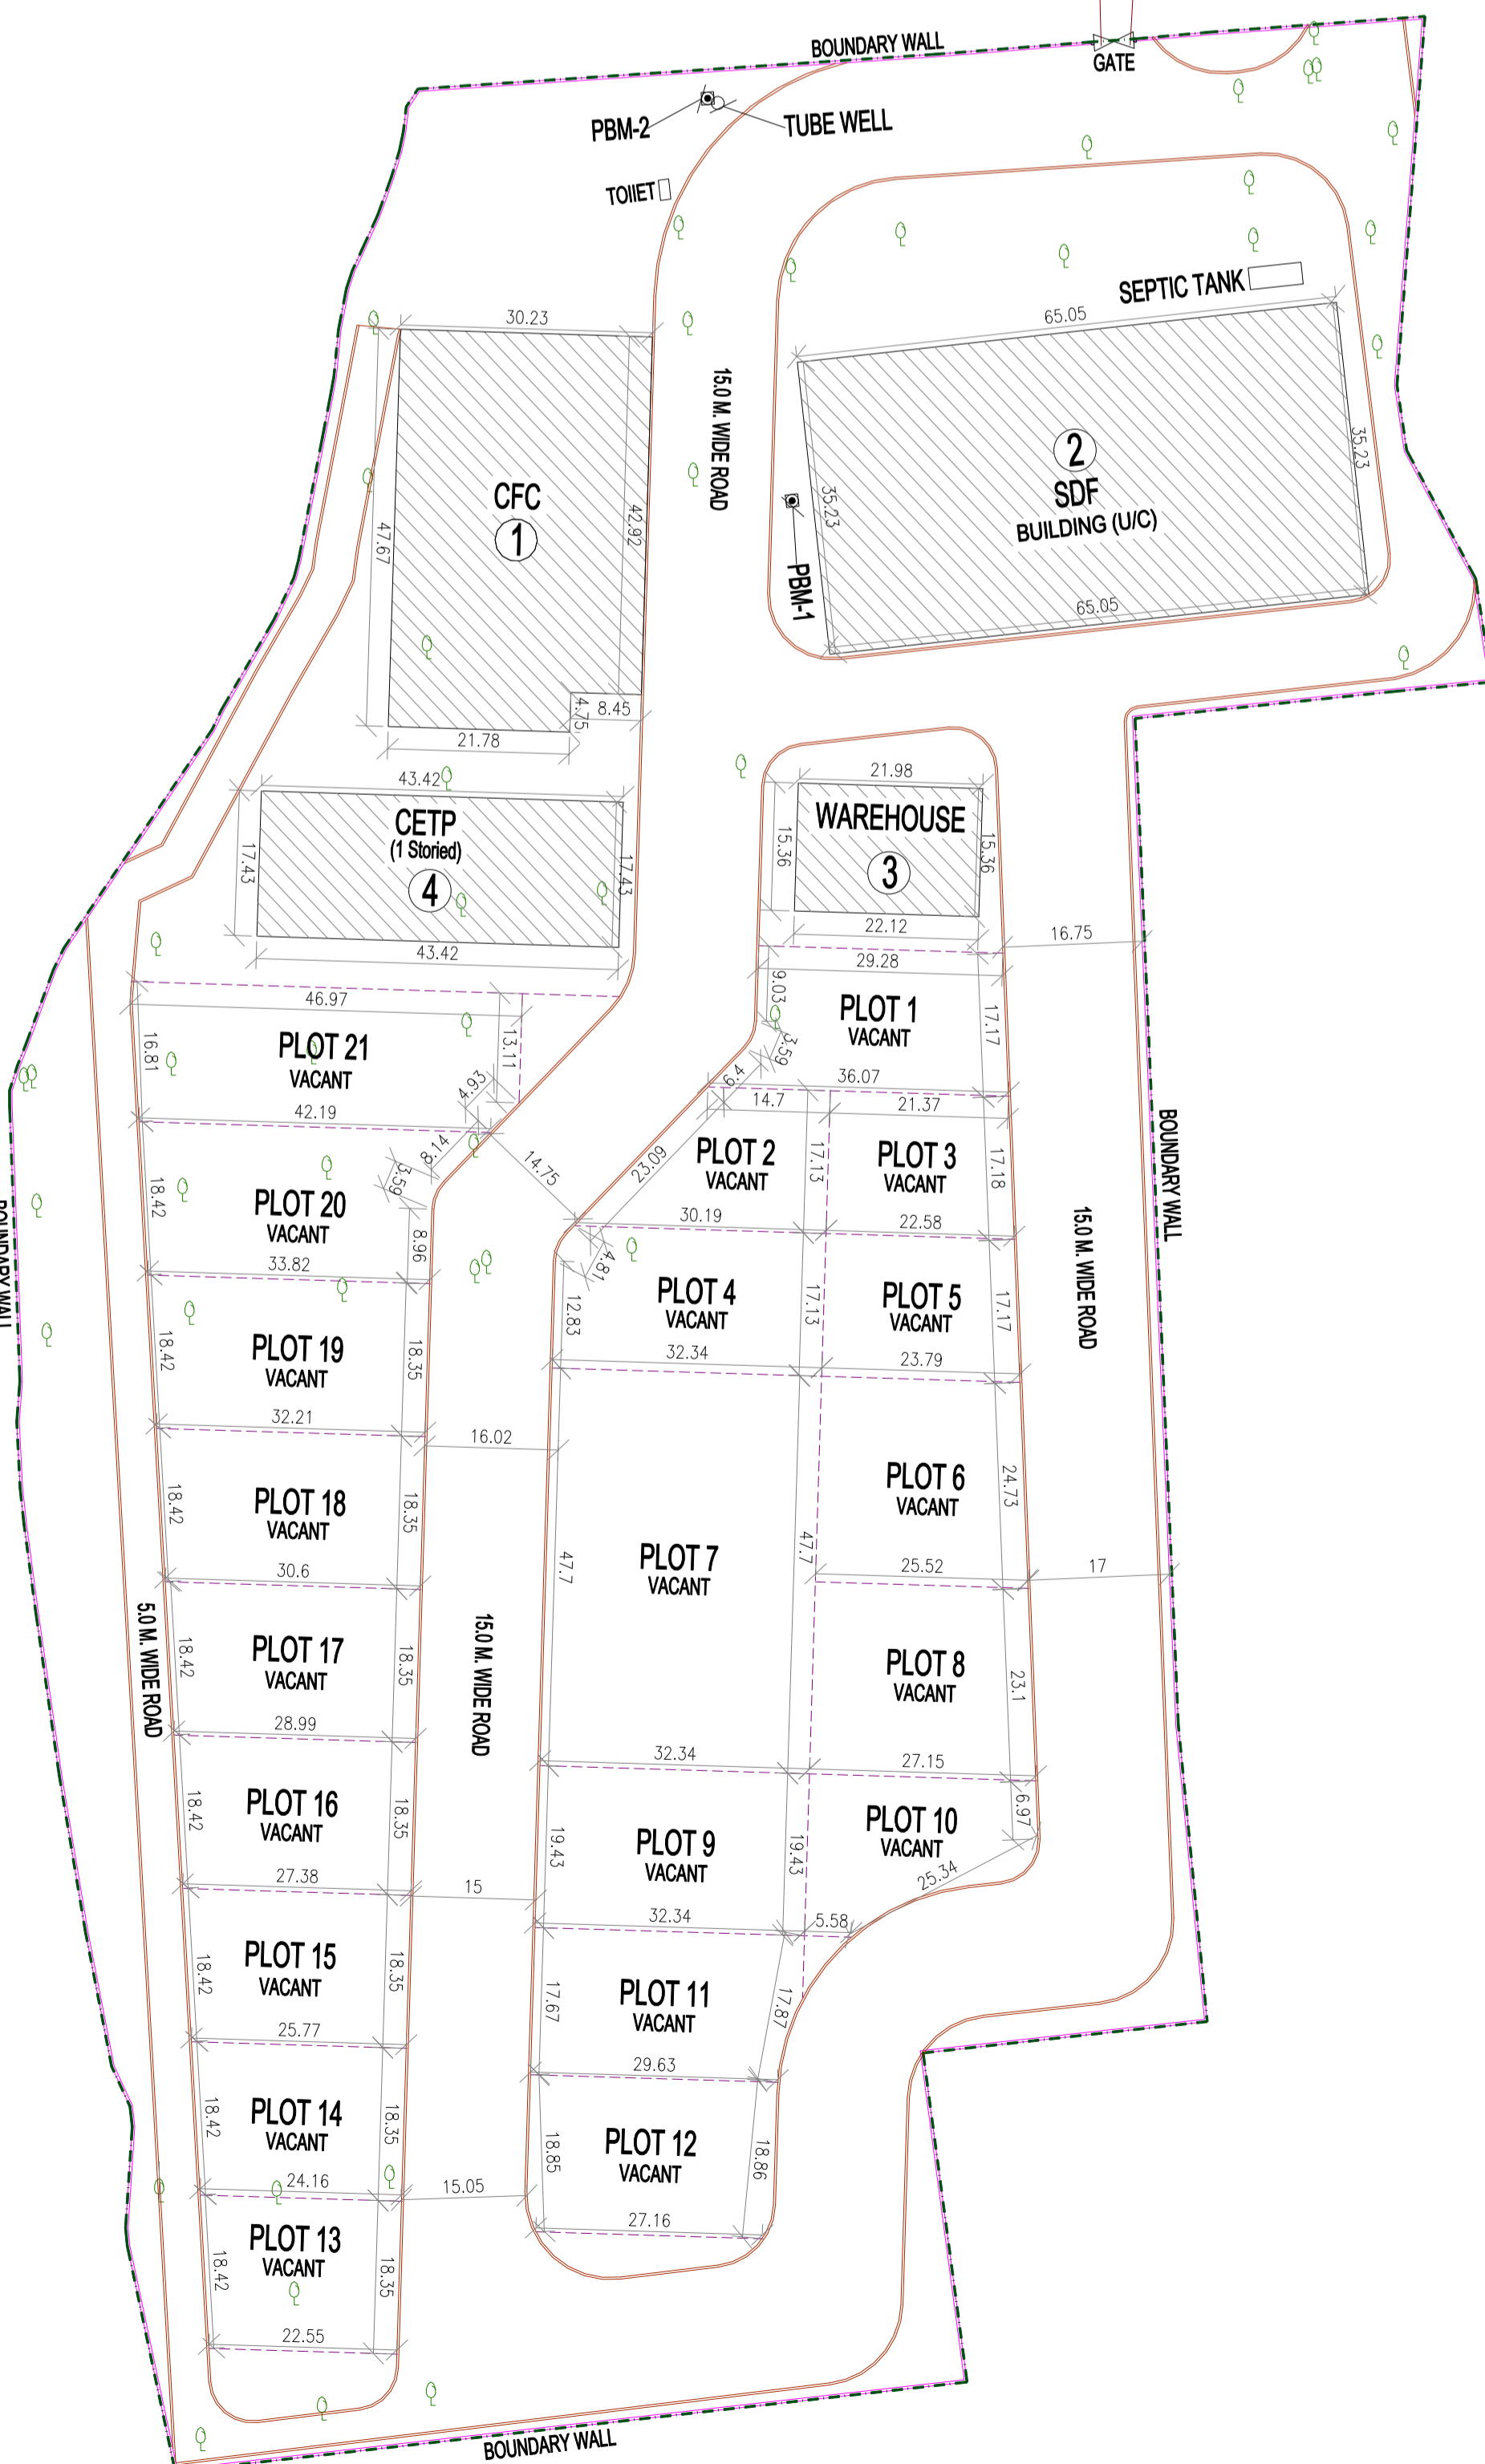 BOUNDARY WALL
GATE
PBM-2
TUBE WELL
TOIIET
SEPTIC TANK
30.23
65.05
15.0 M. WIDE ROAD
2
SDF
BUILDING (U/C)
35.23
35.23
CFC
1
42.92
47.67
PBM-1
65.05
4.75
8.45
21.78
43.42
CETP
(1 Storied)
4
17.43
17.43
43.42
21.98
WAREHOUSE
3
15.36
15.36
22.12
16.75
29.28
46.97
9.03
PLOT 1
VACANT
17.17
PLOT 21
VACANT
16.81
13.11
4.93
3.59
6.4
36.07
14.7
21.37
42.19
8.14
3.59
14.75
23.09
PLOT 2
VACANT
17.13
PLOT 3
VACANT
17.18
BOUNDARY WALL
PLOT 20
VACANT
18.42
8.96
30.19
22.58
15.0 M. WIDE ROAD
BOUNDARY WALL
33.82
4.87
PLOT 4
VACANT
12.83
17.13
PLOT 5
VACANT
17.17
PLOT 19
VACANT
18.42
18.35
32.34
23.79
32.21
16.02
PLOT 6
VACANT
24.73
PLOT 18
VACANT
18.42
18.35
PLOT 7
VACANT
47.7
47.7
25.52
17
30.6
5.0 M. WIDE ROAD
PLOT 17
VACANT
18.42
18.35
15.0 M. WIDE ROAD
PLOT 8
VACANT
23.1
28.99
32.34
27.15
PLOT 16
VACANT
18.42
18.35
PLOT 9
VACANT
19.43
19.43
PLOT 10
VACANT
6.97
25.34
27.38
15
32.34
5.58
PLOT 15
VACANT
18.42
18.35
PLOT 11
VACANT
17.67
17.87
25.77
29.63
PLOT 14
VACANT
18.42
18.35
PLOT 12
VACANT
18.85
18.86
24.16
15.05
27.16
PLOT 13
VACANT
18.42
18.35
22.55
BOUNDARY WALL